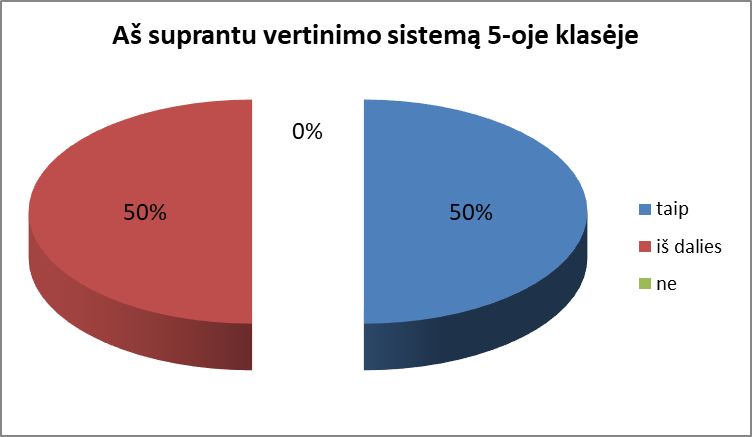 Aš suprantu vertinimo sistemą 5-oje klasėje
0%
50%
50%
taip
iš dalies
ne